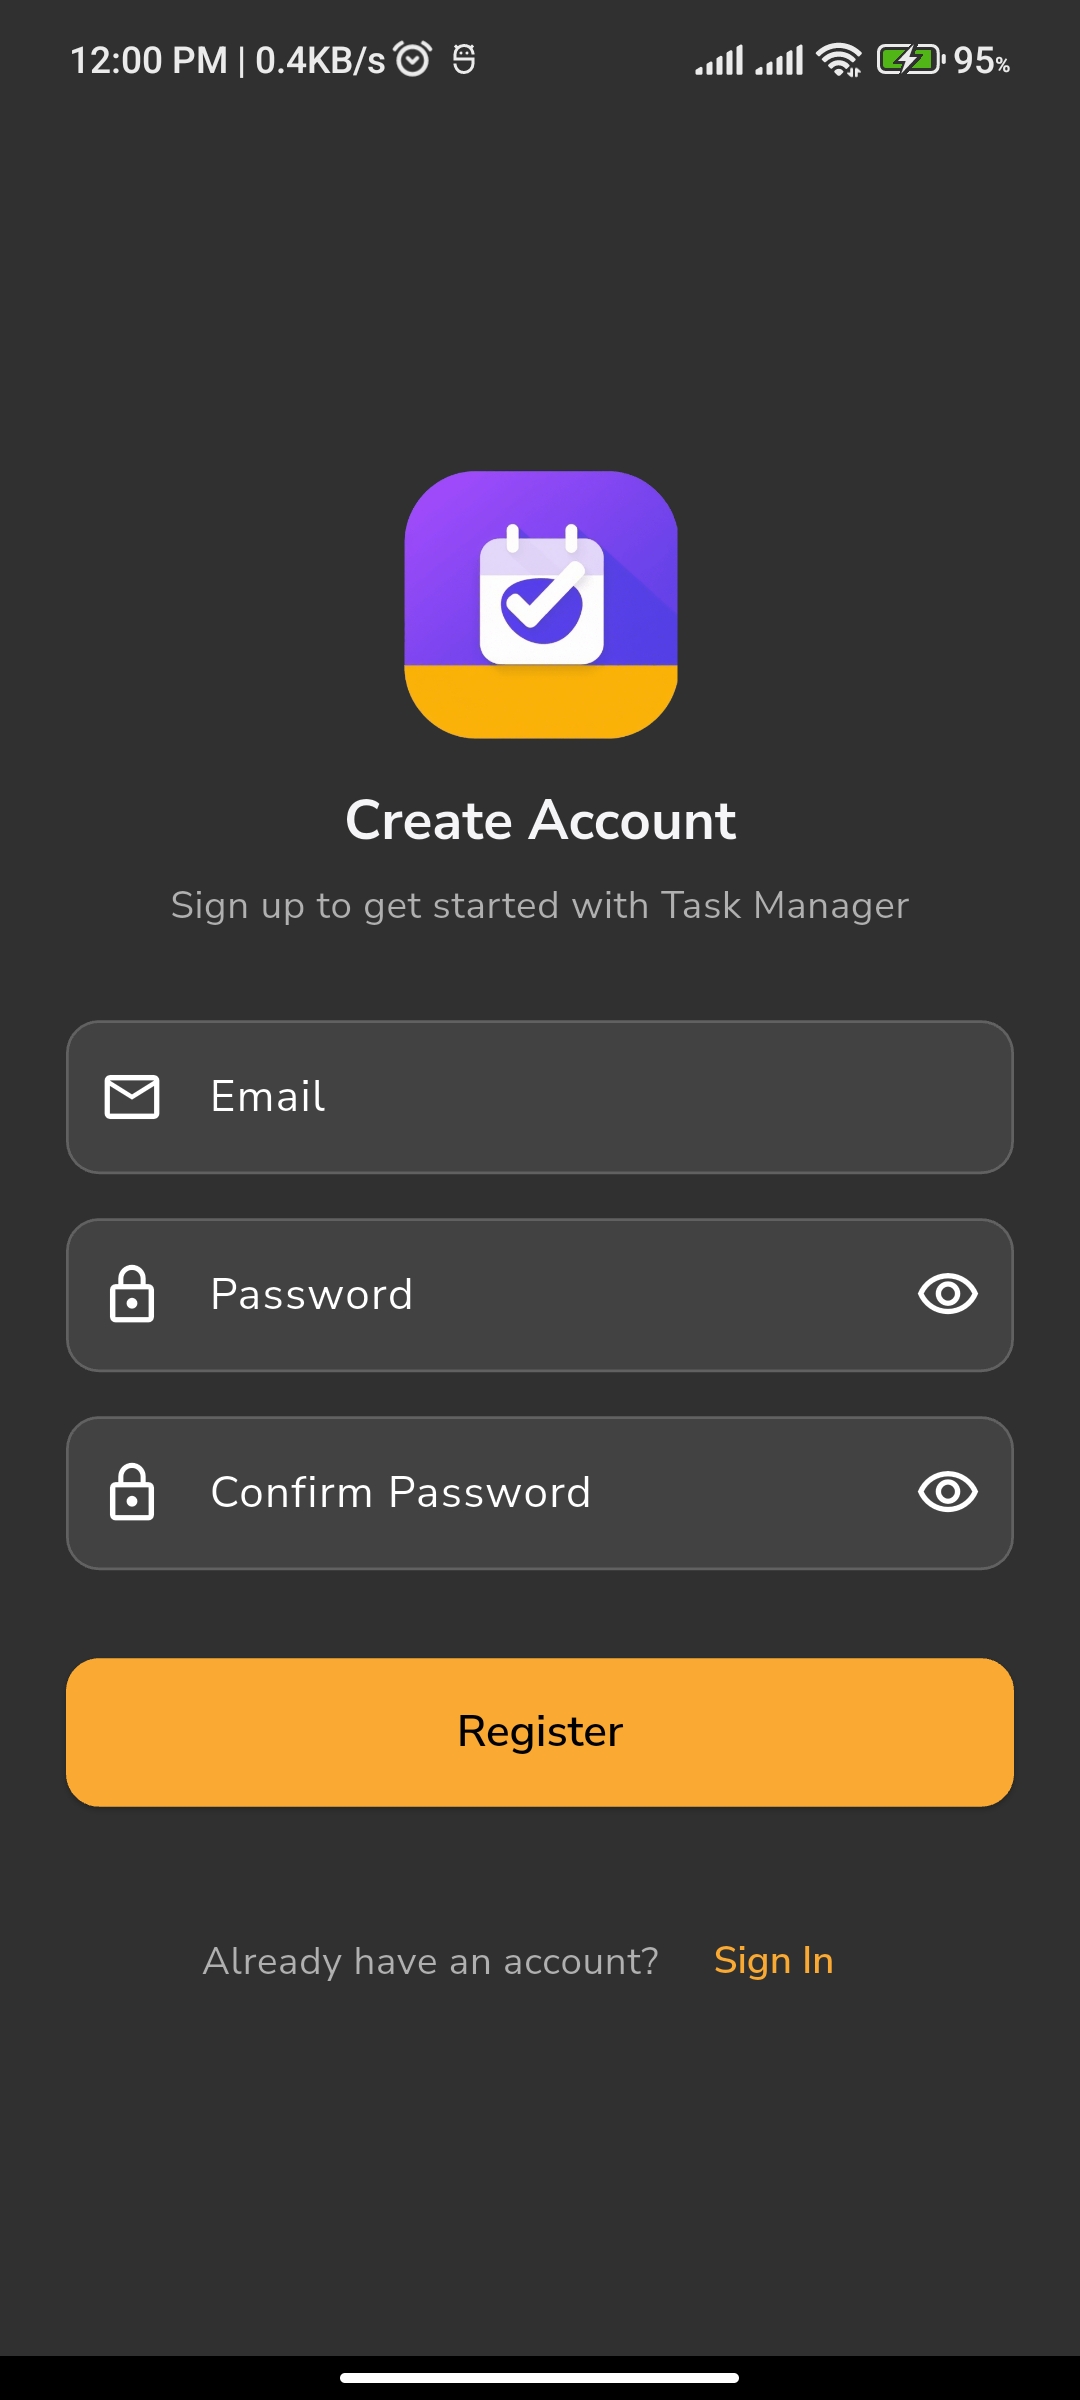 12:00 PM | 0.4KB/s 95%
Create Account
Sign up to get started with Task Manager
Email
Password
Confirm Password
Register
Already have an account? Sign In